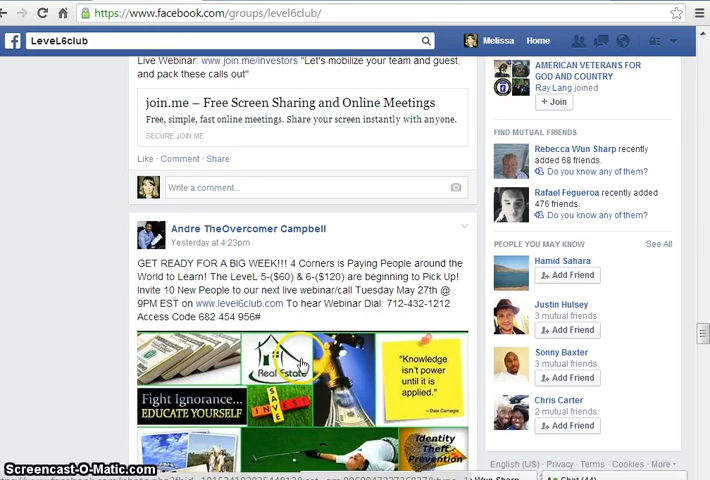 https://www.facebook.com/groups/level6club/
LeveL6club
Melissa Home
Live Webinar: www.join.me/investors "Let's mobilize your team and guest,
and pack these calls out"
join.me – Free Screen Sharing and Online Meetings
Free, simple, fast online meetings. Share your screen instantly with anyone.
SECURE.JOIN.ME
Like · Comment · Share
Write a comment...
Andre TheOvercomer Campbell
Yesterday at 4:23pm
GET READY FOR A BIG WEEK!!! 4 Corners is Paying People around the
World to Learn! The LeveL 5-($60) & 6-($120) are beginning to Pick Up!
Invite 10 New People to our next live webinar/call Tuesday May 27th @
9PM EST on www.level6club.com To hear Webinar Dial: 712-432-1212
Access Code 682 454 956#
Real Estate
"Knowledge
isn't power
until it is
applied."
– Dale Carnegie
Fight Ignorance...
EDUCATE YOURSELF
SAVE
INVEST
Identity
Theft
Prevention
AMERICAN VETERANS FOR
GOD AND COUNTRY
Ray Lang joined
+ Join
FIND MUTUAL FRIENDS
Rebecca Wun Sharp recently
added 68 friends.
Do you know any of them?
Rafael Fegueroa recently added
476 friends.
Do you know any of them?
PEOPLE YOU MAY KNOW See All
Hamid Sahara
Add Friend
Justin Hulsey
3 mutual friends
Add Friend
Sonny Baxter
3 mutual friends
Add Friend
Chris Carter
2 mutual friends
Add Friend
English (US) · Privacy · Terms · Cookies · More
Screencast-O-Matic.com
Wun Sharp
Chat (44)